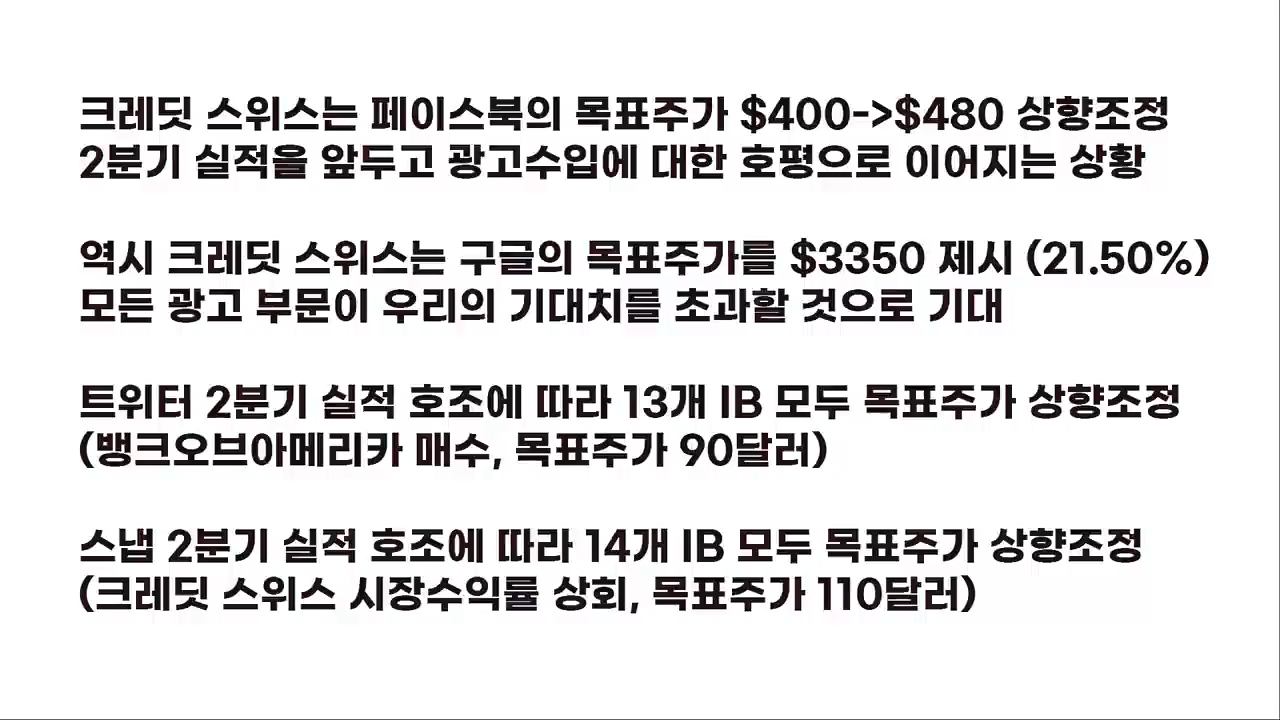 크레딧 스위스는 페이스북의 목표주가 $400->$480 상향조정
2분기 실적을 앞두고 광고수입에 대한 호평으로 이어지는 상황
역시 크레딧 스위스는 구글의 목표주가를 $3350 제시 (21.50%)
모든 광고 부문이 우리의 기대치를 초과할 것으로 기대
트위터 2분기 실적 호조에 따라 13개 IB 모두 목표주가 상향조정
(뱅크오브아메리카 매수, 목표주가 90달러)
스냅 2분기 실적 호조에 따라 14개 IB 모두 목표주가 상향조정
(크레딧 스위스 시장수익률 상회, 목표주가 110달러)